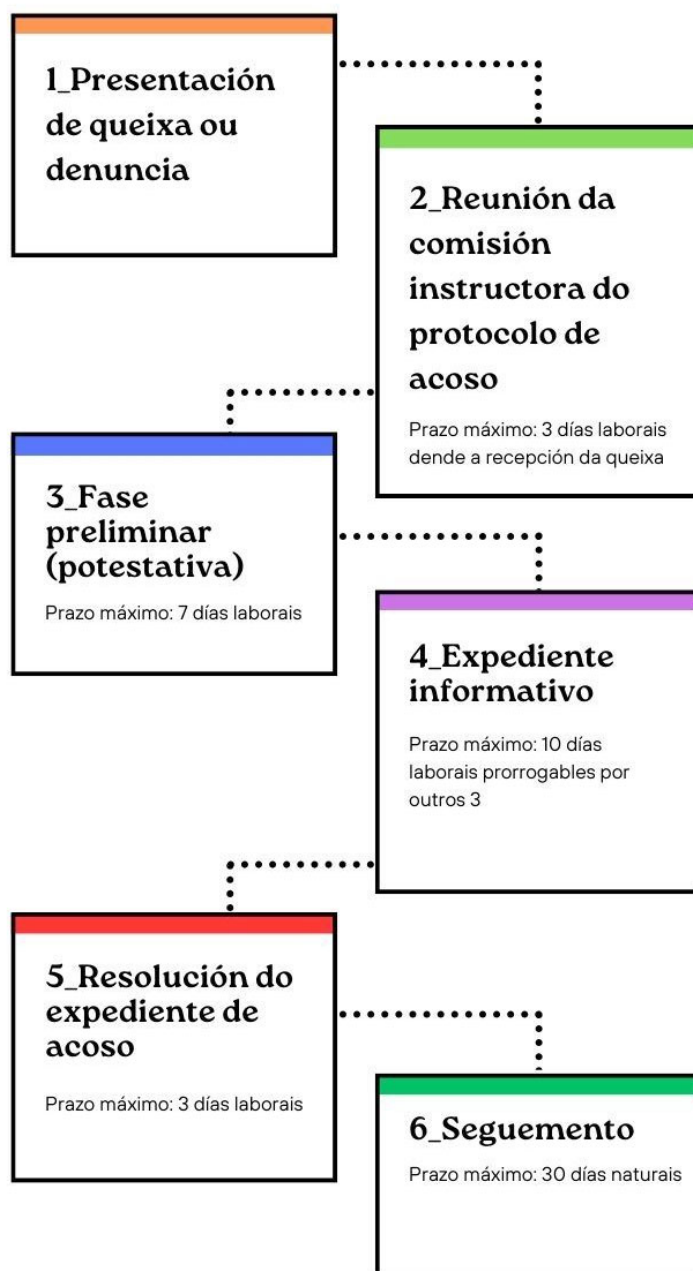 1_Presentación
de queixa ou
denuncia
2_Reunión da
comisión
instructora do
protocolo de
acoso
Prazo máximo: 3 días laborais
dende a recepción da queixa
3_Fase
preliminar
(potestativa)
Prazo máximo: 7 días laborais
4_Expediente
informativo
Prazo máximo: 10 días
laborais prorrogables por
outros 3
5_Resolución do
expediente de
acoso
Prazo máximo: 3 días laborais
6_Seguemento
Prazo máximo: 30 días naturais